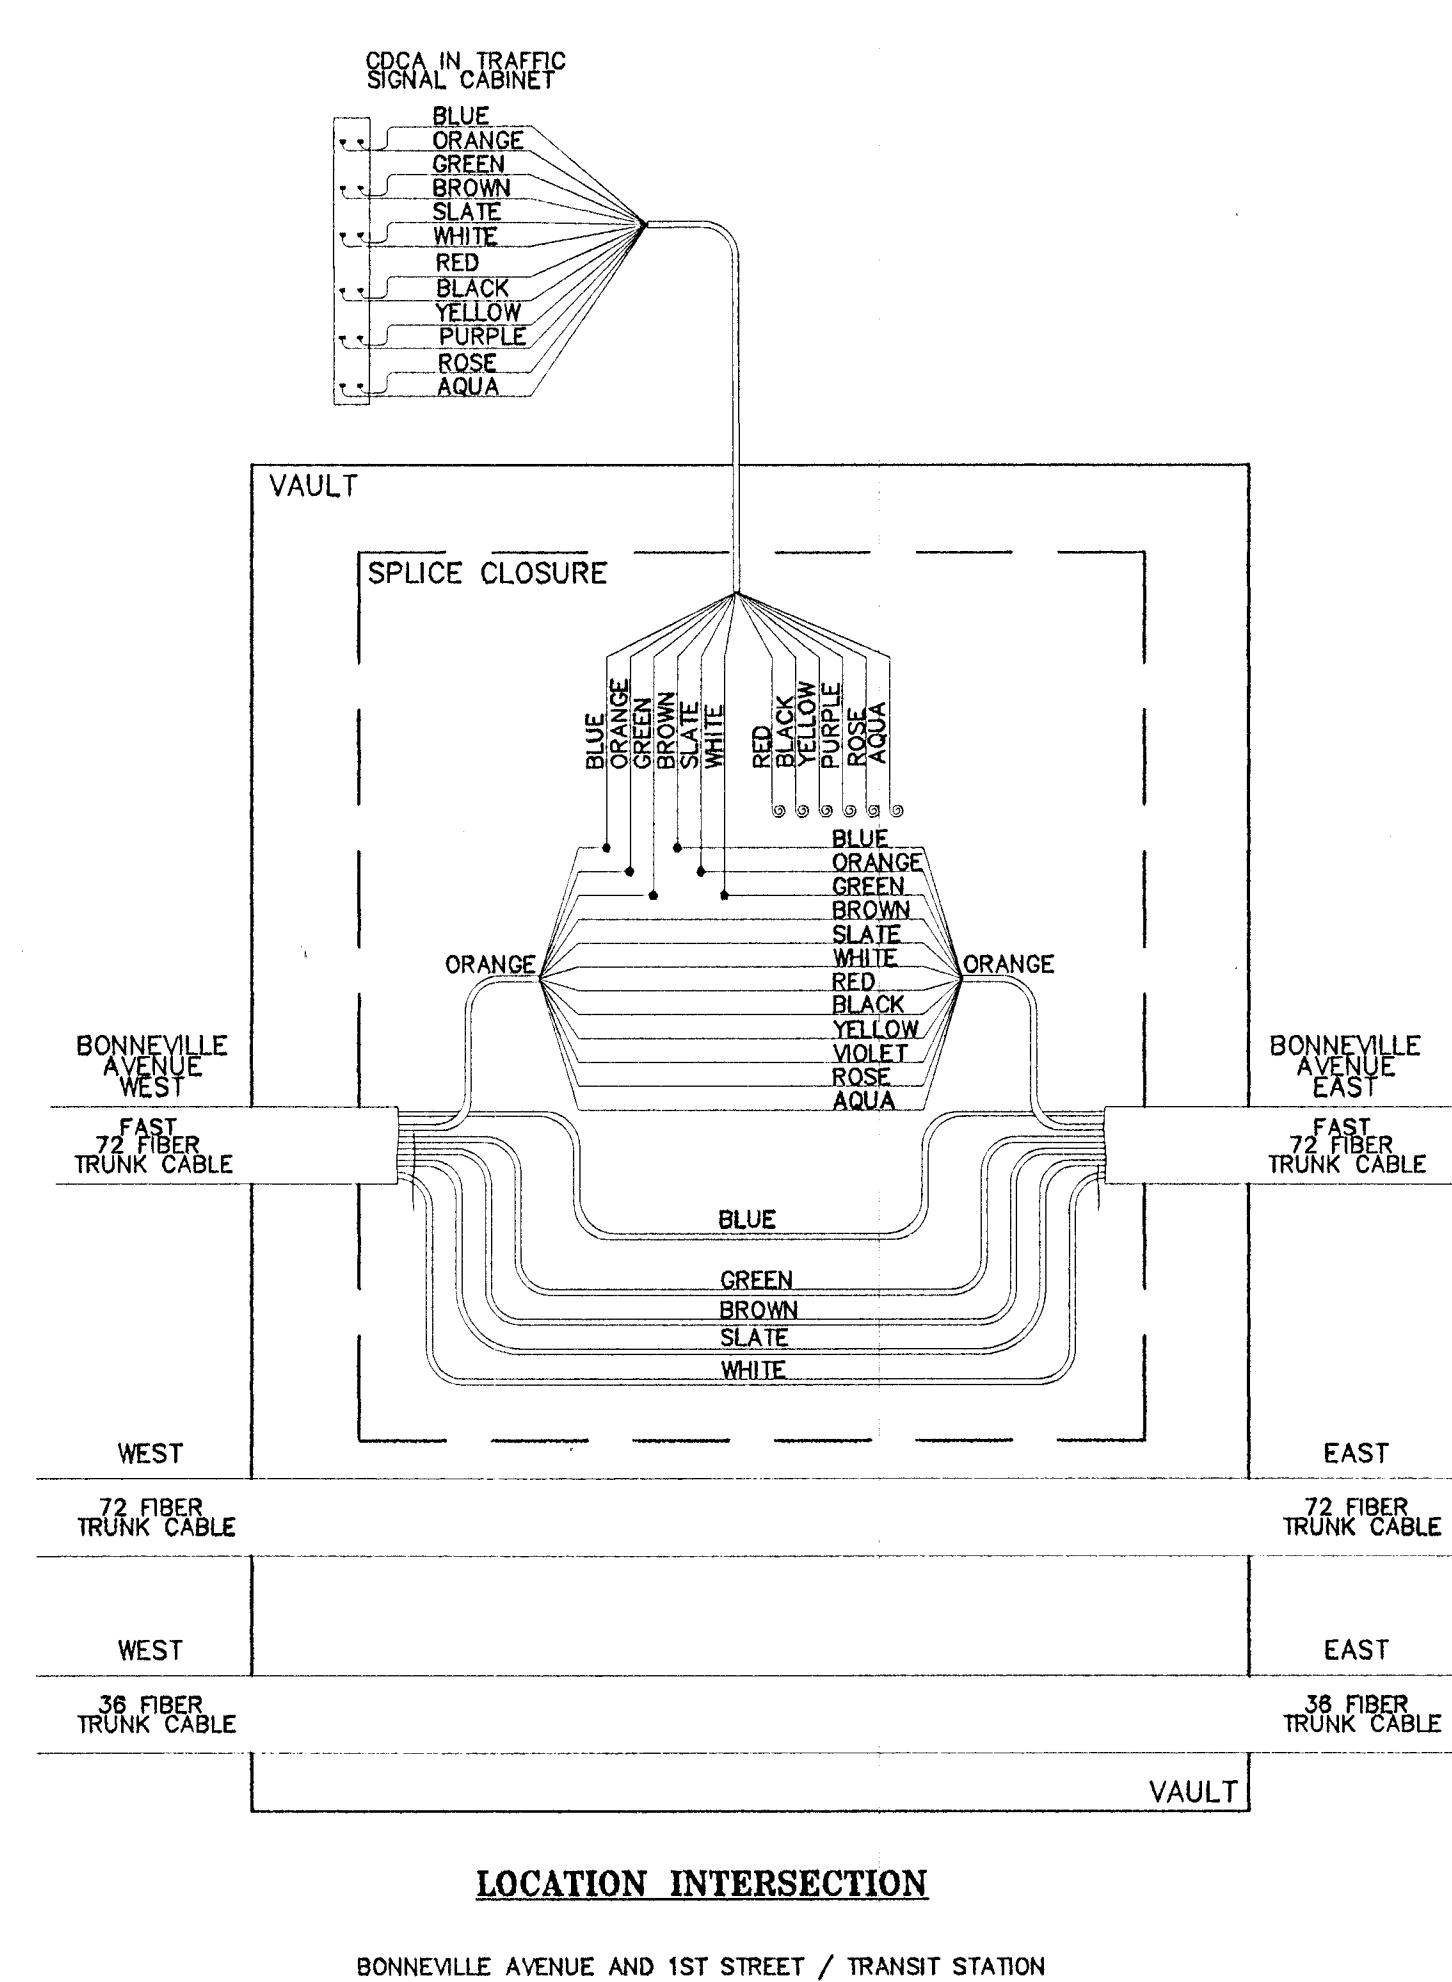 CDCA IN TRAFFIC
SIGNAL CABINET
BLUE
ORANGE
GREEN
BROWN
SLATE
WHITE
RED
BLACK
YELLOW
PURPLE
ROSE
AQUA
VAULT
SPLICE CLOSURE
BLUE
ORANGE
GREEN
BROWN
SLATE
WHITE
RED
BLACK
YELLOW
PURPLE
ROSE
AQUA
BLUE
ORANGE
GREEN
BROWN
SLATE
WHITE
RED
BLACK
YELLOW
VIOLET
ROSE
AQUA
ORANGE
ORANGE
BONNEVILLE
AVENUE
WEST
FAST
72 FIBER
TRUNK CABLE
BONNEVILLE
AVENUE
EAST
FAST
72 FIBER
TRUNK CABLE
BLUE
GREEN
BROWN
SLATE
WHITE
WEST
72 FIBER
TRUNK CABLE
EAST
72 FIBER
TRUNK CABLE
WEST
36 FIBER
TRUNK CABLE
EAST
36 FIBER
TRUNK CABLE
VAULT
LOCATION INTERSECTION
BONNEVILLE AVENUE AND 1ST STREET / TRANSIT STATION